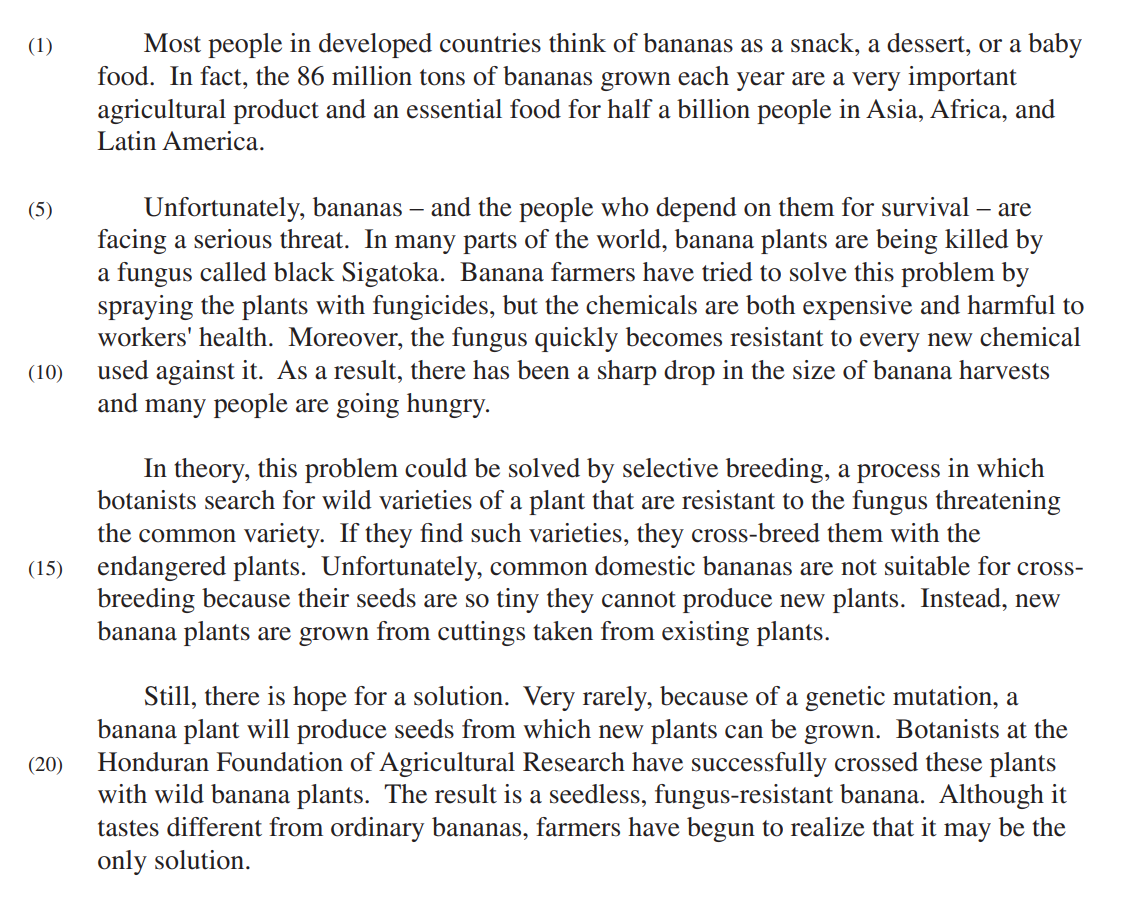 (1) Most people in developed countries think of bananas as a snack, a dessert, or a baby
food. In fact, the 86 million tons of bananas grown each year are a very important
agricultural product and an essential food for half a billion people in Asia, Africa, and
Latin America.
(5) Unfortunately, bananas – and the people who depend on them for survival – are
facing a serious threat. In many parts of the world, banana plants are being killed by
a fungus called black Sigatoka. Banana farmers have tried to solve this problem by
spraying the plants with fungicides, but the chemicals are both expensive and harmful to
workers' health. Moreover, the fungus quickly becomes resistant to every new chemical
(10) used against it. As a result, there has been a sharp drop in the size of banana harvests
and many people are going hungry.
In theory, this problem could be solved by selective breeding, a process in which
botanists search for wild varieties of a plant that are resistant to the fungus threatening
the common variety. If they find such varieties, they cross-breed them with the
(15) endangered plants. Unfortunately, common domestic bananas are not suitable for cross-
breeding because their seeds are so tiny they cannot produce new plants. Instead, new
banana plants are grown from cuttings taken from existing plants.
Still, there is hope for a solution. Very rarely, because of a genetic mutation, a
banana plant will produce seeds from which new plants can be grown. Botanists at the
(20) Honduran Foundation of Agricultural Research have successfully crossed these plants
with wild banana plants. The result is a seedless, fungus-resistant banana. Although it
tastes different from ordinary bananas, farmers have begun to realize that it may be the
only solution.